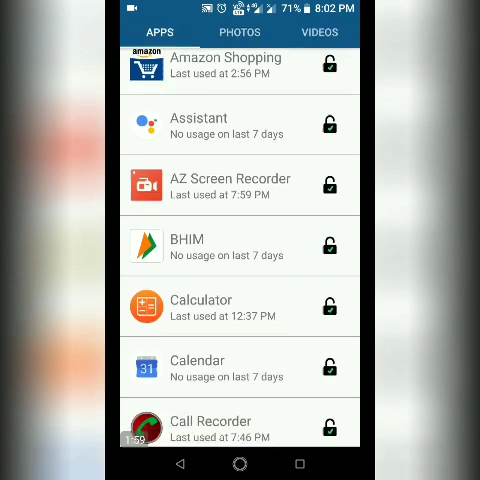 71% 8:02 PM
APPS PHOTOS VIDEOS
amazon
Amazon Shopping
Last used at 2:56 PM
Assistant
No usage on last 7 days
AZ Screen Recorder
Last used at 7:59 PM
BHIM
No usage on last 7 days
Calculator
Last used at 12:37 PM
31
Calendar
No usage on last 7 days
Call Recorder
Last used at 7:46 PM
1:59